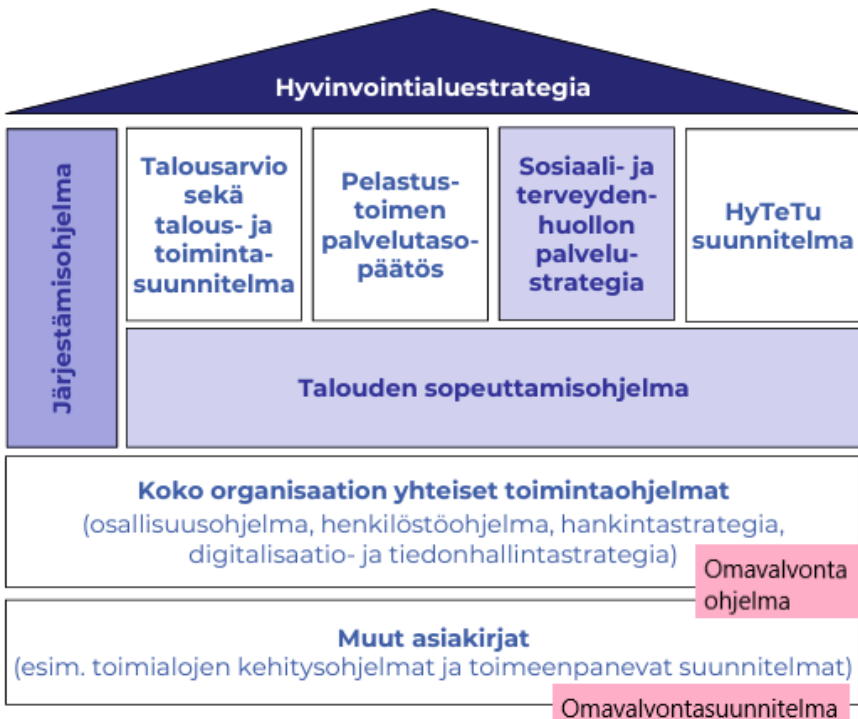 Hyvinvointialuestrategia
Järjestämisohjelma
Talousarvio
sekä
talous- ja
toiminta-
suunnitelma
Pelastus-
toimen
palvelutaso-
päätös
Sosiaali- ja
terveyden-
huollon
palvelu-
strategia
HyTeTu
suunnitelma
Talouden sopeuttamisohjelma
Koko organisaation yhteiset toimintaohjelmat
(osallisuusohjelma, henkilöstöohjelma, hankintastrategia,
digitalisaatio- ja tiedonhallintastrategia)
Omavalvonta
ohjelma
Muut asiakirjat
(esim. toimialojen kehitysohjelmat ja toimeenpanevat suunnitelmat)
Omavalvontasuunnitelma